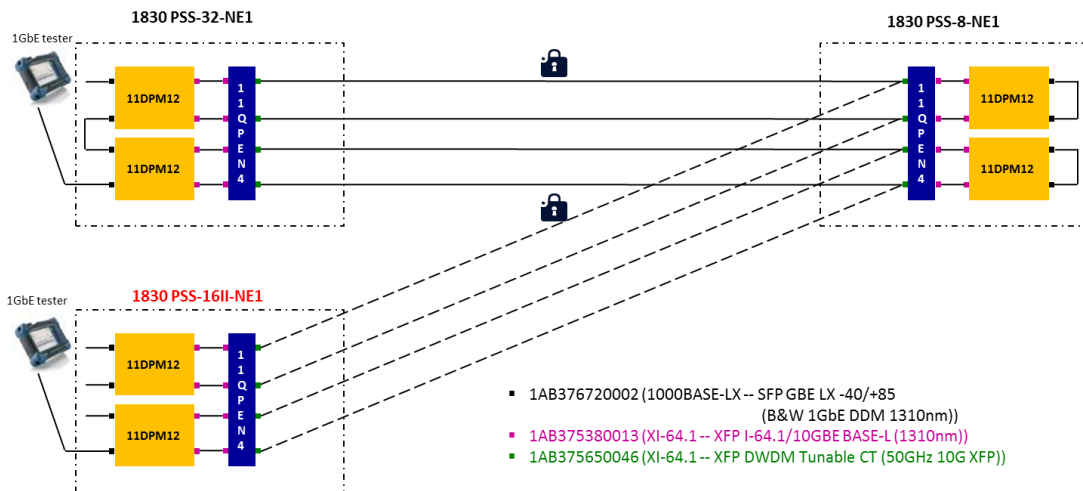 1830 PSS-32-NE1
1830 PSS-8-NE1
1GbE tester
11DPM12
11DPM12
11QPEN4
11QPEN4
11DPM12
11DPM12
1830 PSS-16II-NE1
1GbE tester
11DPM12
11DPM12
11QPEN4
1AB376720002 (1000BASE-LX -- SFP GBE LX -40/+85
(B&W 1GbE DDM 1310nm))
1AB375380013 (XI-64.1 -- XFP I-64.1/10GBE BASE-L (1310nm))
1AB375650046 (XI-64.1 -- XFP DWDM Tunable CT (50GHz 10G XFP))